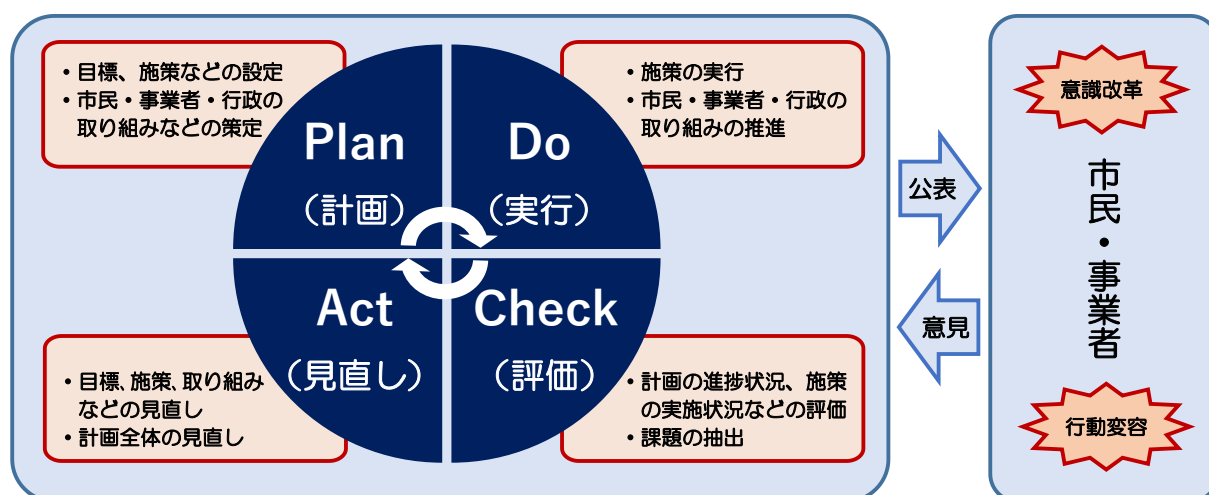 ・目標、施策などの設定
・市民・事業者・行政の
取り組みなどの策定
Plan
（計画）
Do
（実行）
・施策の実行
・市民・事業者・行政の
取り組みの推進
Act
（見直し）
・目標、施策、取り組み
などの見直し
・計画全体の見直し
Check
（評価）
・計画の進捗状況、施策
の実施状況などの評価
・課題の抽出
公表
意見
意識改革
市民・事業者
行動変容